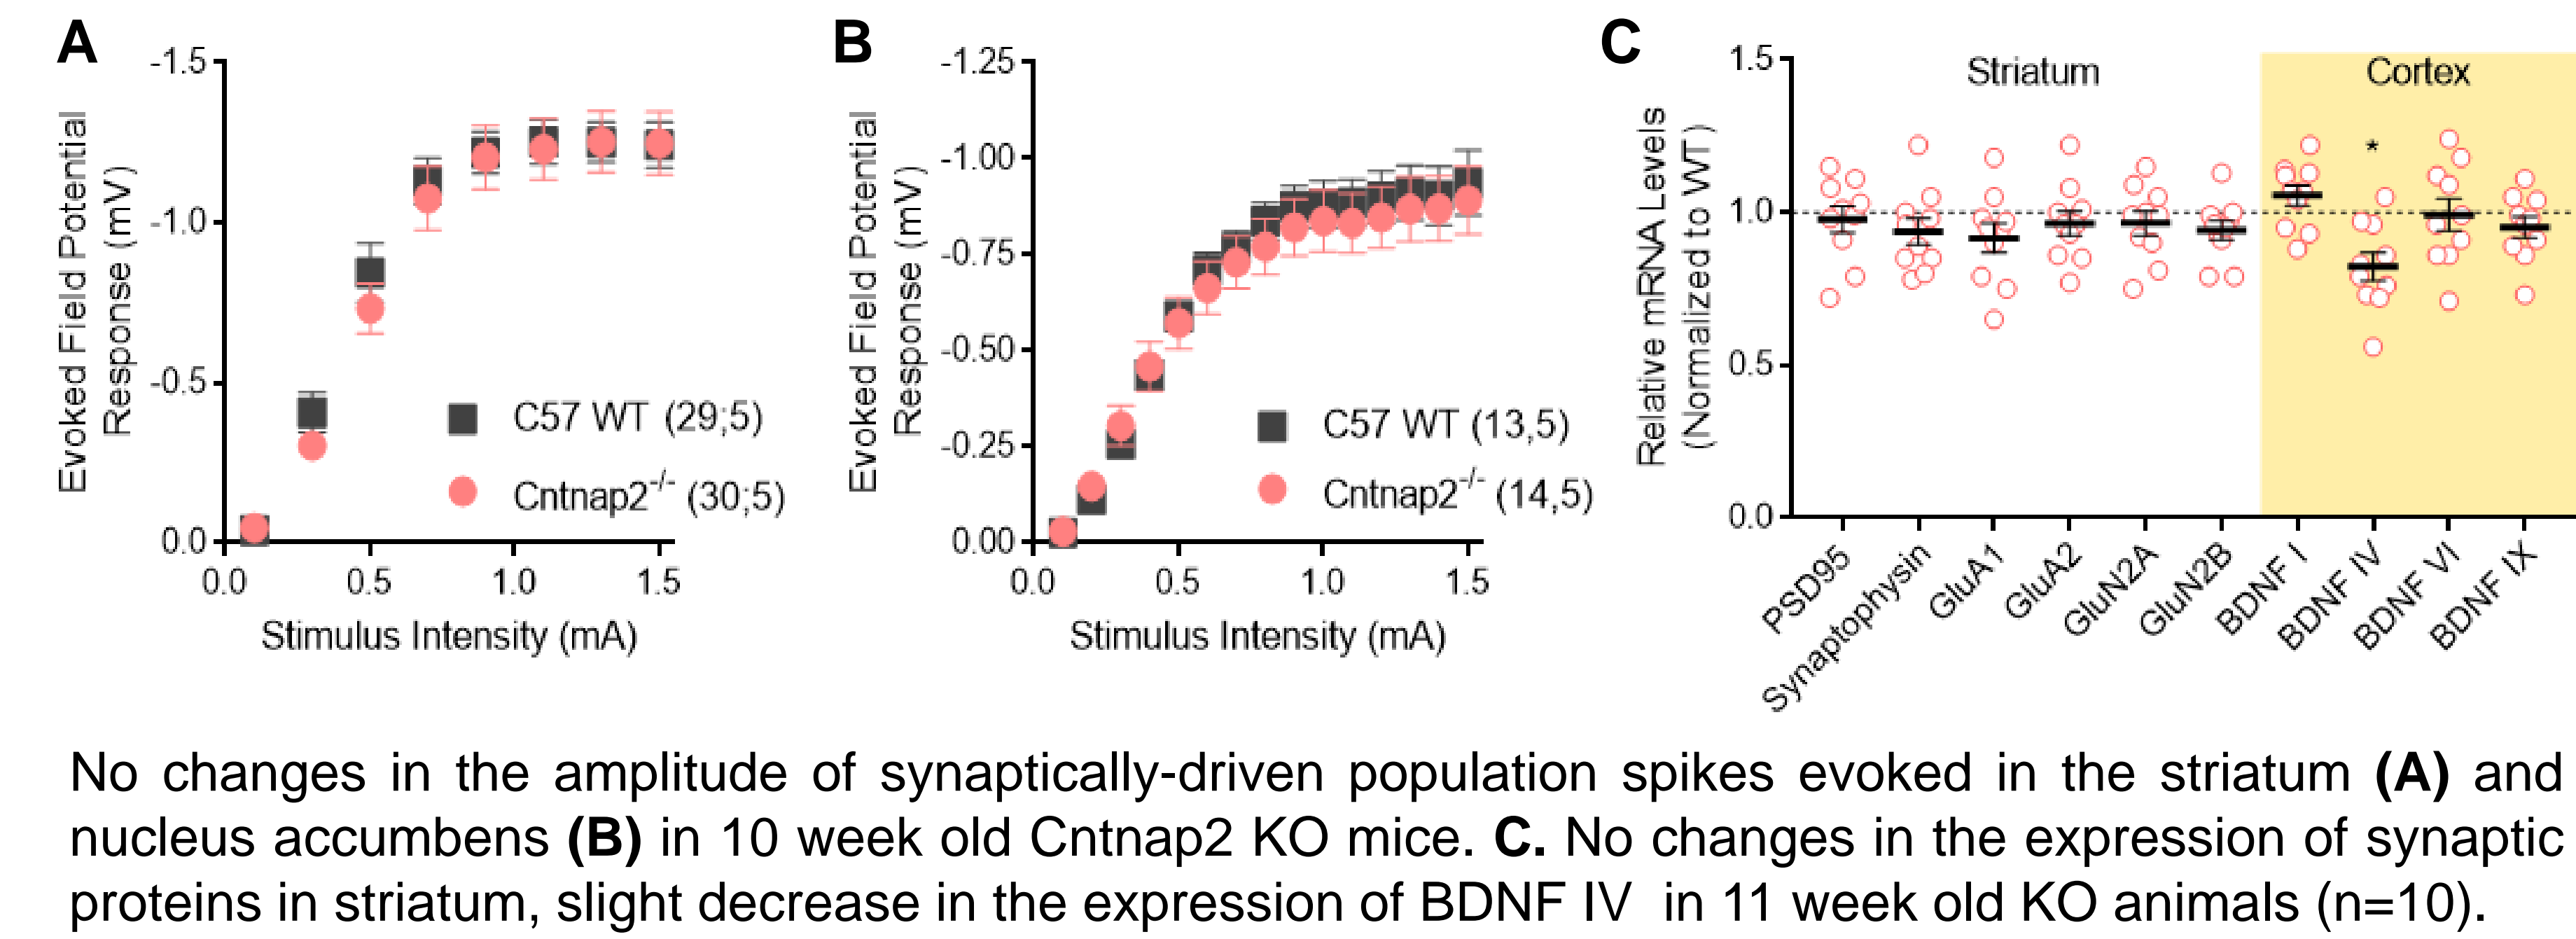 A
-1.5
-1.0
-0.5
0.0
0.0
0.5
1.0
1.5
Evoked Field Potential
Response (mV)
Stimulus Intensity (mA)
C57 WT (29;5)
Cntnap2-/- (30;5)
B
-1.25
-1.00
-0.75
-0.50
-0.25
0.00
0.0
0.5
1.0
1.5
Evoked Field Potential
Response (mV)
Stimulus Intensity (mA)
C57 WT (13,5)
Cntnap2-/- (14,5)
C
1.5
1.0
0.5
0.0
Relative mRNA Levels
(Normalized to WT)
Striatum
Cortex
*
PSD95
Synaptophysin
GluA1
GluA2
GluN2A
GluN2B
BDNF I
BDNF IV
BDNF VI
BDNF IX
No changes in the amplitude of synaptically-driven population spikes evoked in the striatum (A) and
nucleus accumbens (B) in 10 week old Cntnap2 KO mice. C. No changes in the expression of synaptic
proteins in striatum, slight decrease in the expression of BDNF IV in 11 week old KO animals (n=10).